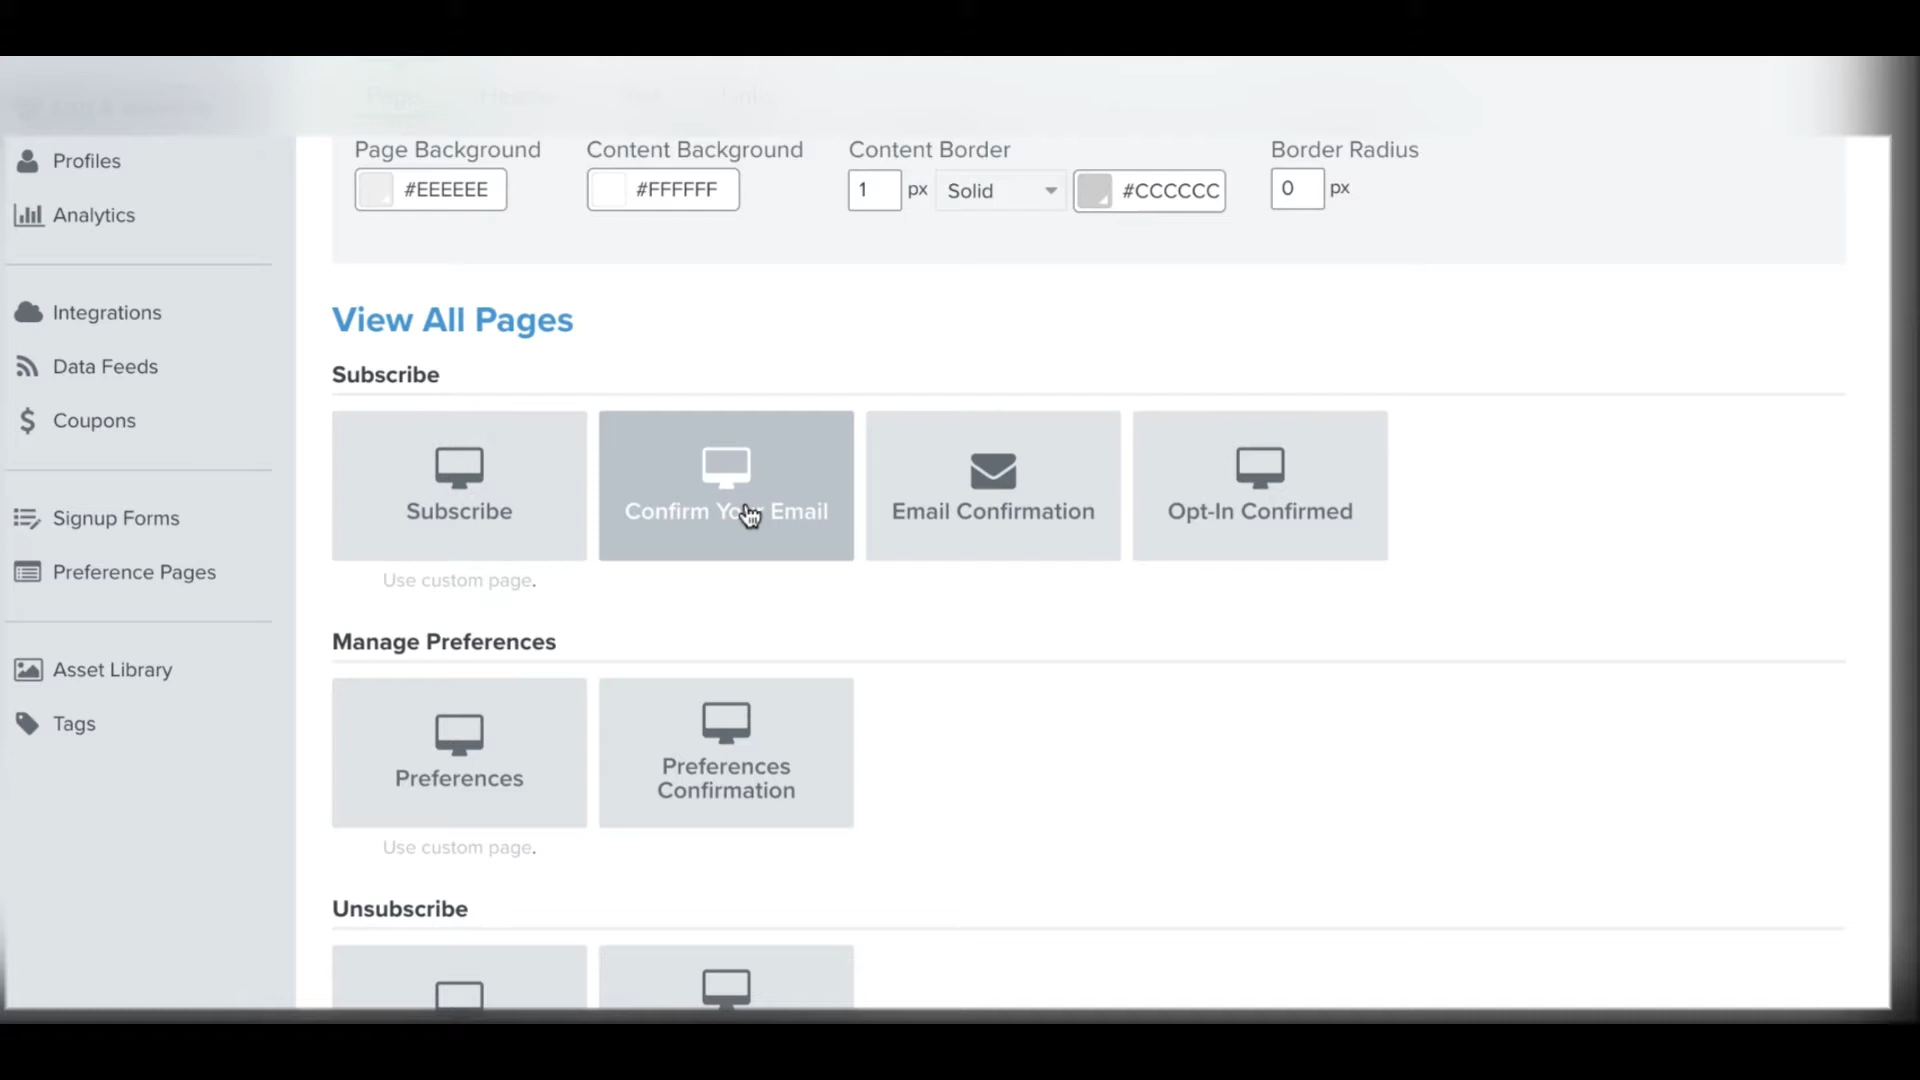 Profiles
Analytics
Integrations
Data Feeds
Coupons
Signup Forms
Preference Pages
Asset Library
Tags
Page Background
#EEEEEE
Content Background
#FFFFFF
Content Border
1 px Solid #CCCCCC
Border Radius
0 px
View All Pages
Subscribe
Subscribe
Use custom page.
Confirm Your Email
Email Confirmation
Opt-In Confirmed
Manage Preferences
Preferences
Use custom page.
Preferences
Confirmation
Unsubscribe